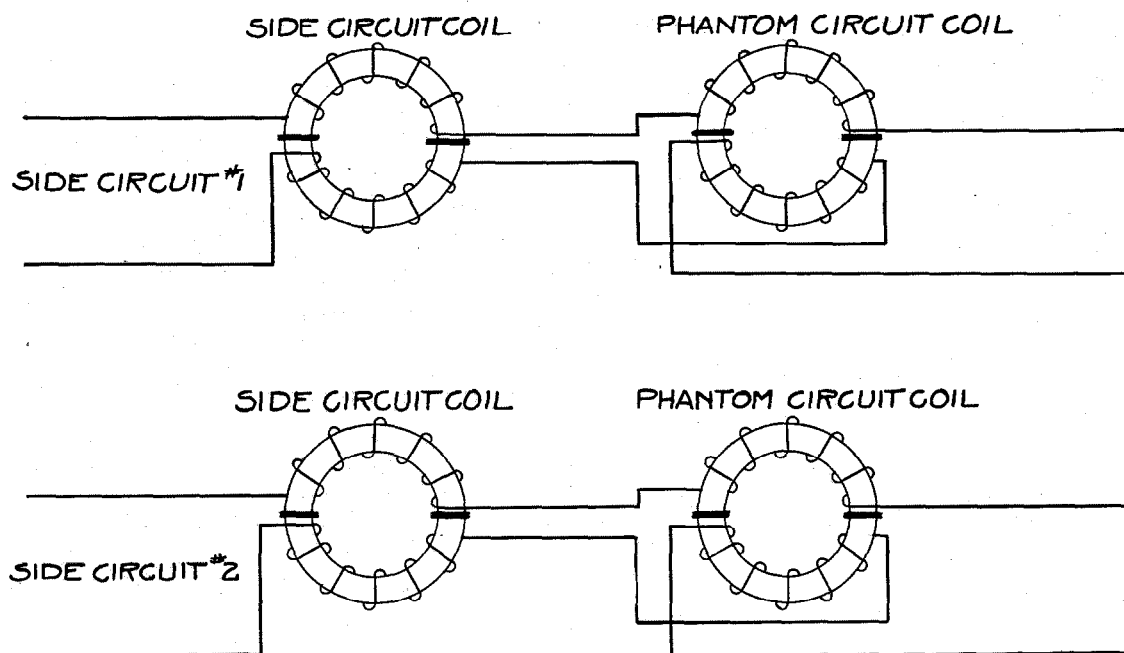 SIDE CIRCUIT COIL
PHANTOM CIRCUIT COIL
SIDE CIRCUIT #1
SIDE CIRCUIT COIL
PHANTOM CIRCUIT COIL
SIDE CIRCUIT #2